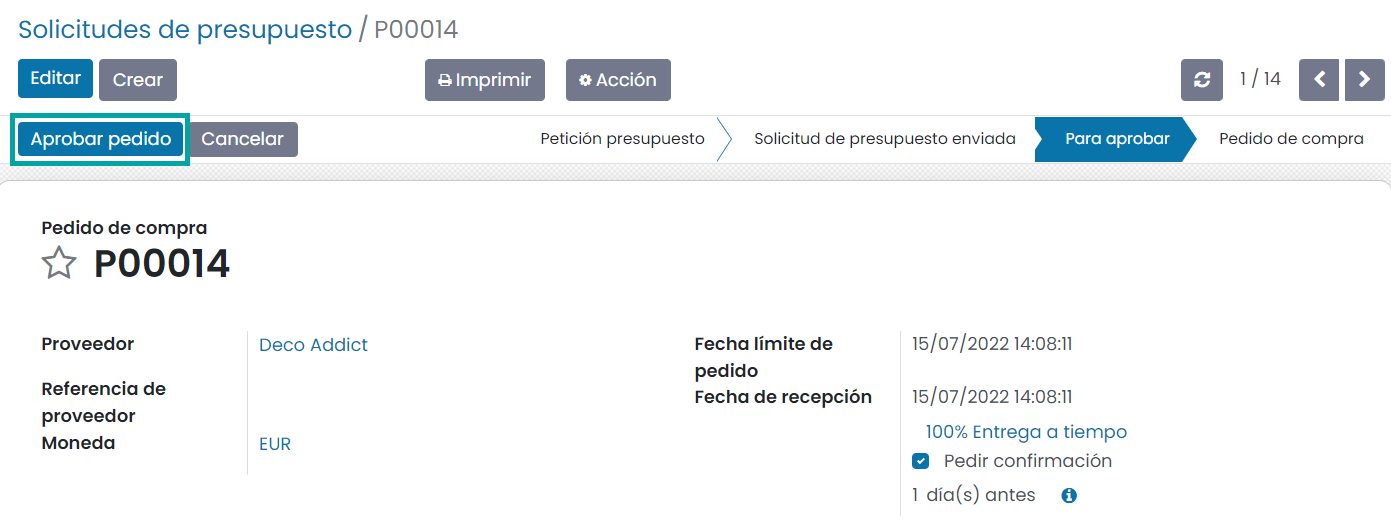 Solicitudes de presupuesto / P00014
Editar Crear Imprimir Acción 1 / 14
Aprobar pedido Cancelar Petición presupuesto Solicitud de presupuesto enviada Para aprobar Pedido de compra
Pedido de compra
P00014
Proveedor Deco Addict
Referencia de
proveedor
Moneda EUR
Fecha límite de 15/07/2022 14:08:11
pedido
Fecha de recepción 15/07/2022 14:08:11
100% Entrega a tiempo
Pedir confirmación
1 día(s) antes